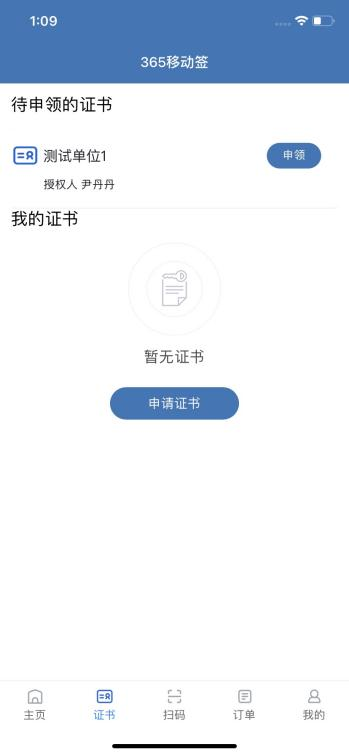 1:09
365移动签
待申领的证书
测试单位1
申领
授权人 尹丹丹
我的证书
暂无证书
申请证书
主页 证书 扫码 订单 我的